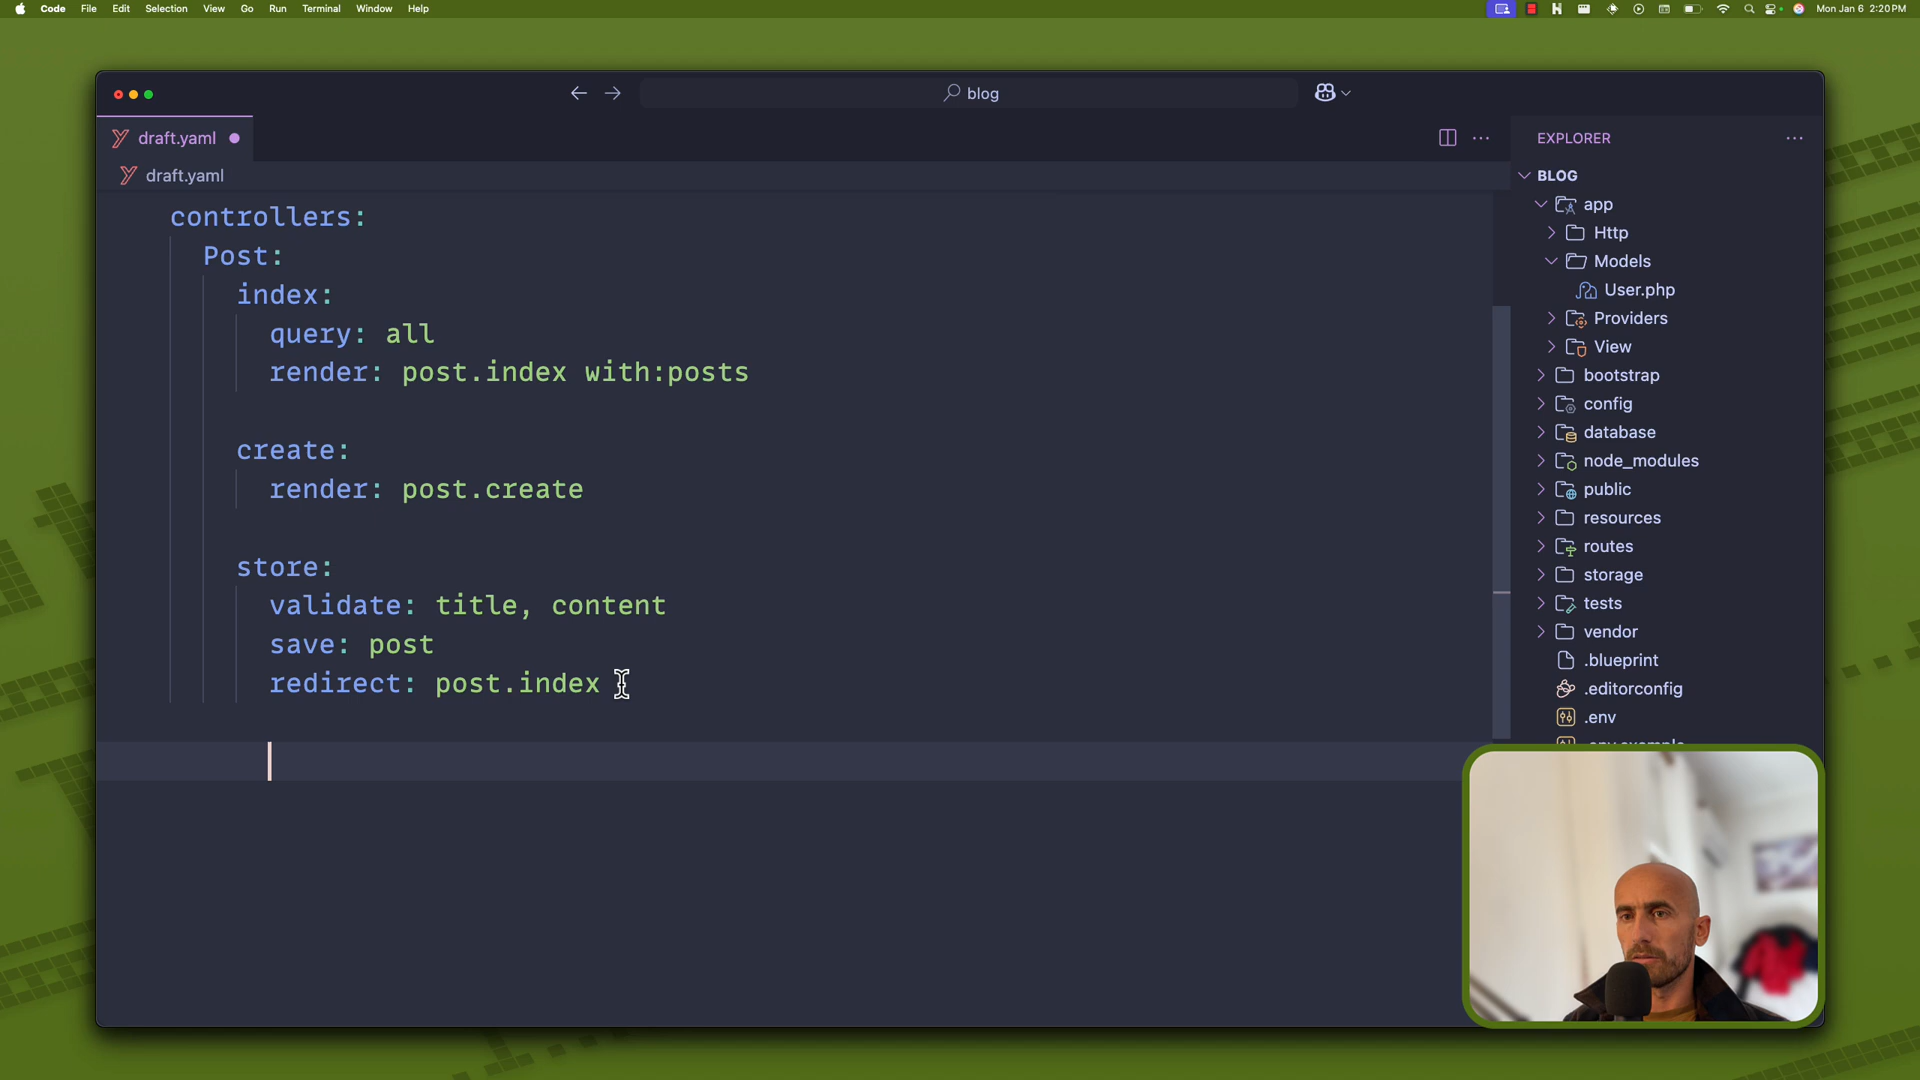 Code File Edit Selection View Go Run Terminal Window Help
Mon Jan 6 2:20PM
blog
draft.yaml
draft.yaml
controllers:
Post:
index:
query: all
render: post.index with:posts
create:
render: post.create
store:
validate: title, content
save: post
redirect: post.index
EXPLORER
BLOG
app
Http
Models
User.php
Providers
View
bootstrap
config
database
node_modules
public
resources
routes
storage
tests
vendor
.blueprint
.editorconfig
.env
.env.example